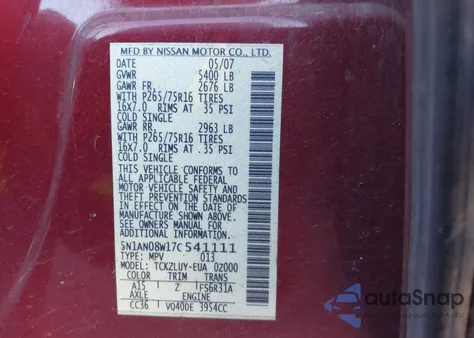 MFD BY NISSAN MOTOR CO., LTD.
DATE 05/07
GVWR 5400 LB
GAWR FR. 2676 LB
WITH P265/75R16 TIRES
16X7.0 RIMS AT 35 PSI
COLD SINGLE
GAWR RR. 2963 LB
WITH P265/75R16 TIRES
16X7.0 RIMS AT 35 PSI
COLD SINGLE
THIS VEHICLE CONFORMS TO
ALL APPLICABLE FEDERAL
MOTOR VEHICLE SAFETY
AND THEFT PREVENTION
STANDARDS IN EFFECT ON THE
DATE OF MANUFACTURE SHOWN
ABOVE. SEE OWNERS MANUAL.
5N1AN08W17C541111
TYPE: MPV 013
MODEL: TCKZLUY-EUA 02000
COLOR TRIM TRANS
A15 Z FS6R31A
AXLE ENGINE
CC36 VQ40DE 3954CC
autoSnap